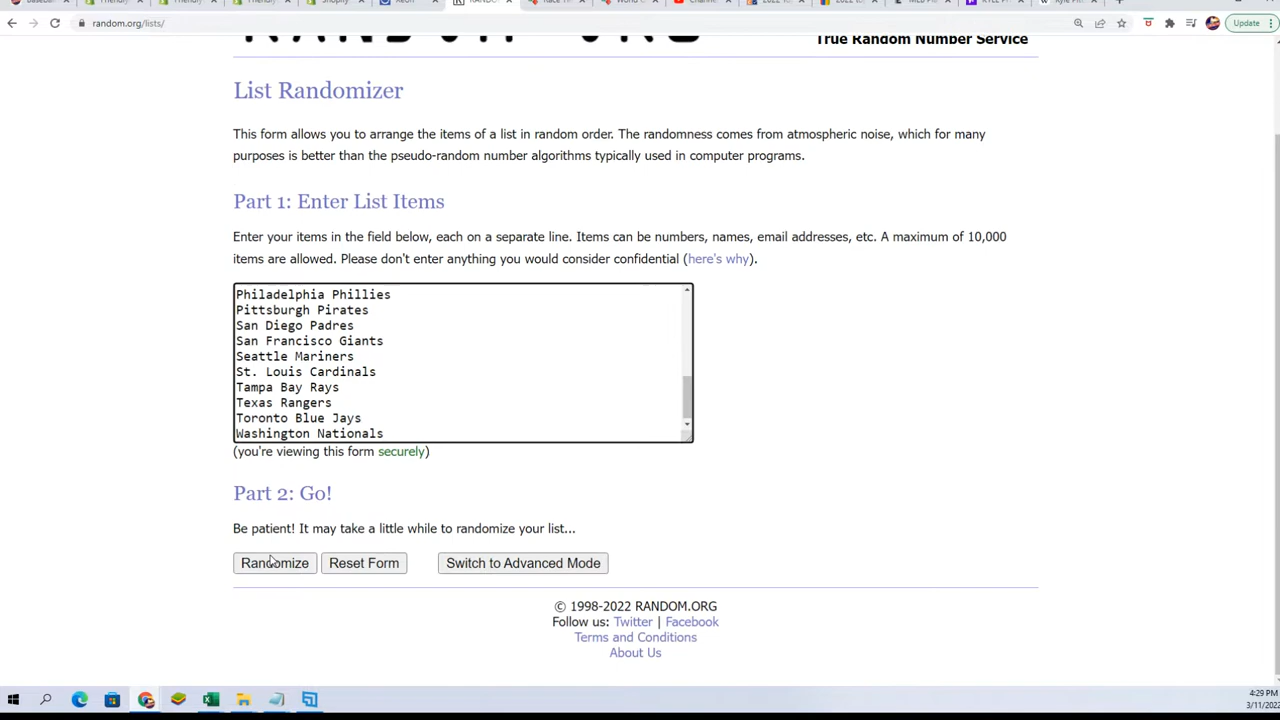 random.org/lists/
Update
True Random Number Service
List Randomizer
This form allows you to arrange the items of a list in random order. The randomness comes from atmospheric noise, which for many
purposes is better than the pseudo-random number algorithms typically used in computer programs.
Part 1: Enter List Items
Enter your items in the field below, each on a separate line. Items can be numbers, names, email addresses, etc. A maximum of 10,000
items are allowed. Please don't enter anything you would consider confidential (here's why).
Philadelphia Phillies
Pittsburgh Pirates
San Diego Padres
San Francisco Giants
Seattle Mariners
St. Louis Cardinals
Tampa Bay Rays
Texas Rangers
Toronto Blue Jays
Washington Nationals
(you're viewing this form securely)
Part 2: Go!
Be patient! It may take a little while to randomize your list...
Randomize Reset Form Switch to Advanced Mode
© 1998-2022 RANDOM.ORG
Follow us: Twitter | Facebook
Terms and Conditions
About Us
4:29 PM